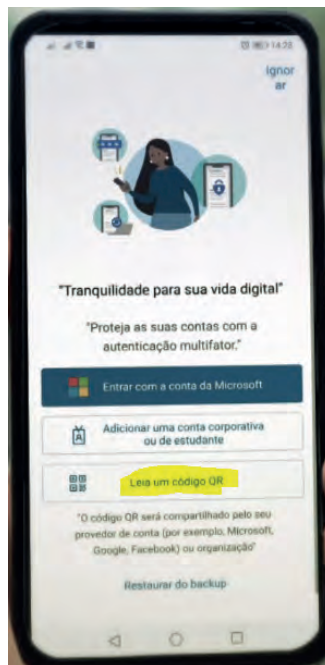 14:28
Ignor
ar
"Tranquilidade para sua vida digital"
"Proteja as suas contas com a
autenticação multifator."
Entrar com a conta da Microsoft
Adicionar uma conta corporativa
ou de estudante
Leia um código QR
"O código QR será compartilhado pelo seu
provedor de conta (por exemplo, Microsoft,
Google, Facebook) ou organização"
Restaurar do backup